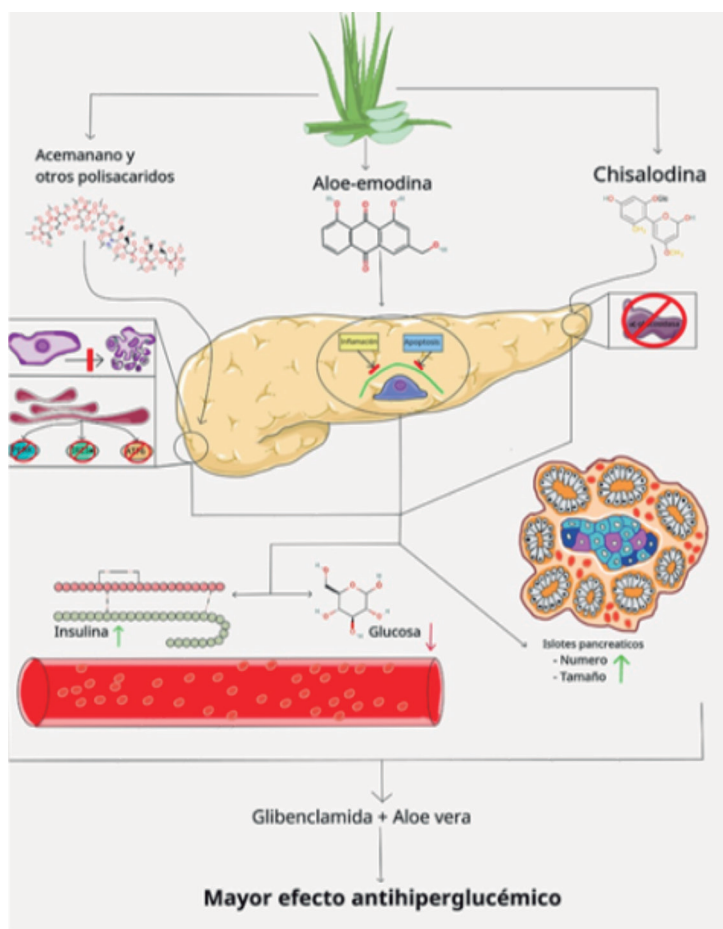 Acemanano y
otros polisacaridos
Aloe-emodina
Chisalodina
Inflamación
Apoptosis
Insulina
Glucosa
Islotes pancreaticos
- Numero
- Tamaño
Glibenclamida + Aloe vera
Mayor efecto antihiperglucémico